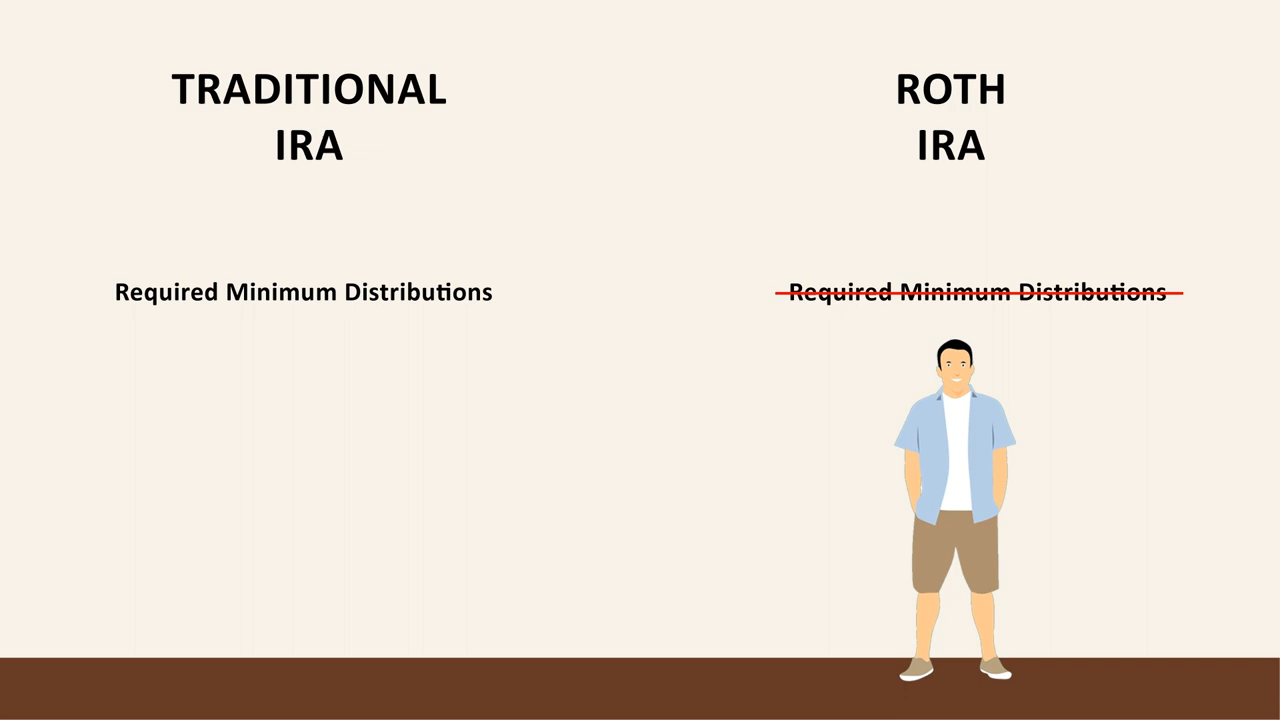 TRADITIONAL
IRA
ROTH
IRA
Required Minimum Distributions
Required Minimum Distributions